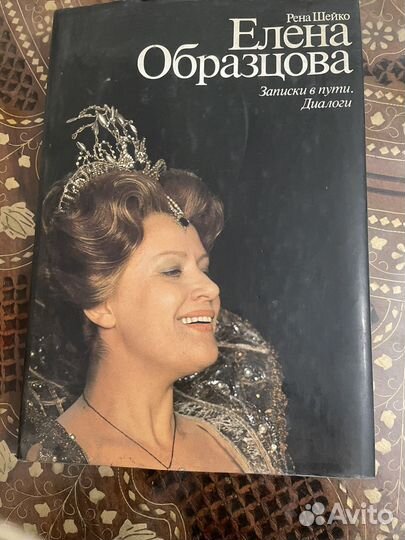 Рена Шейко
Елена
Образцова
Записки в пути.
Диалоги
Avito